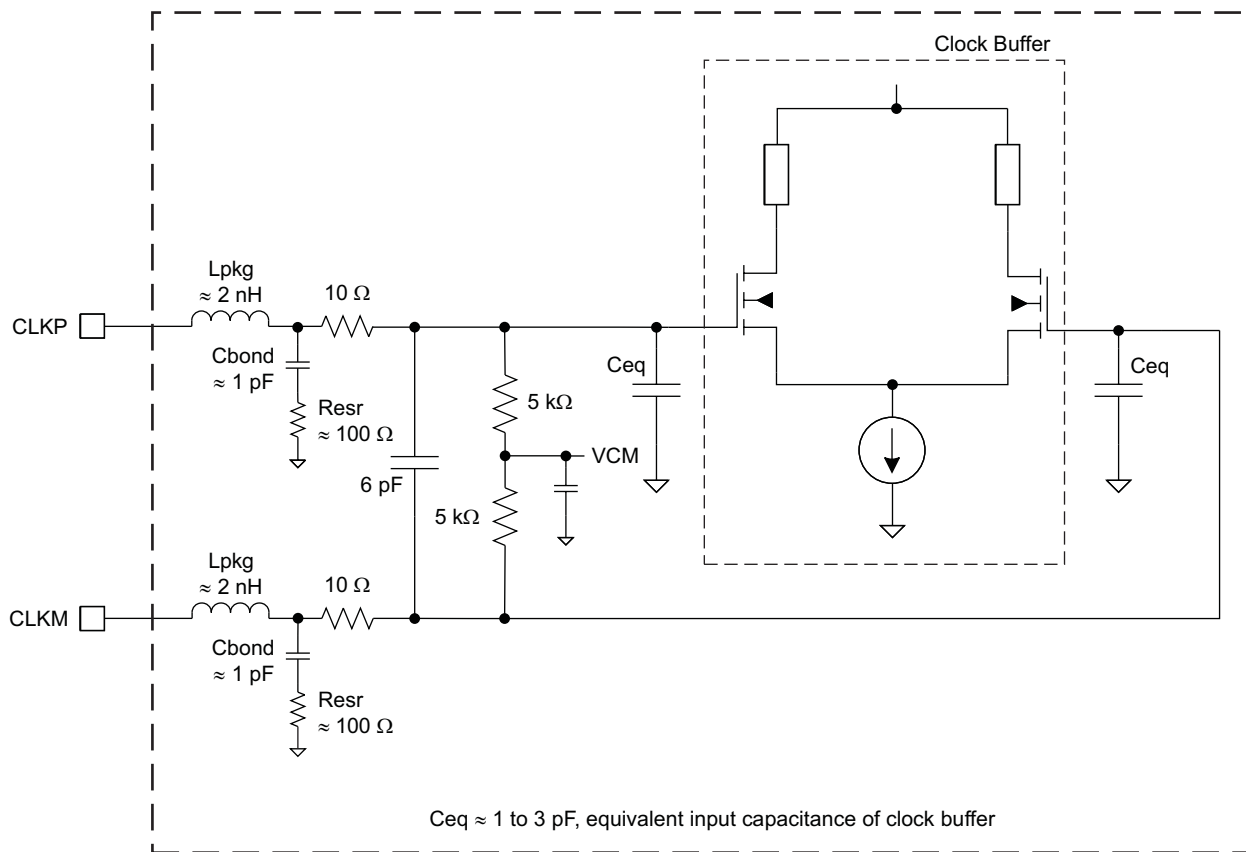 Clock Buffer
Lpkg
≈ 2 nH
10 Ω
CLKP
Cbond
≈ 1 pF
Resr
≈ 100 Ω
6 pF
5 kΩ
VCM
5 kΩ
Ceq
Ceq
Lpkg
≈ 2 nH
10 Ω
CLKM
Cbond
≈ 1 pF
Resr
≈ 100 Ω
Ceq ≈ 1 to 3 pF, equivalent input capacitance of clock buffer